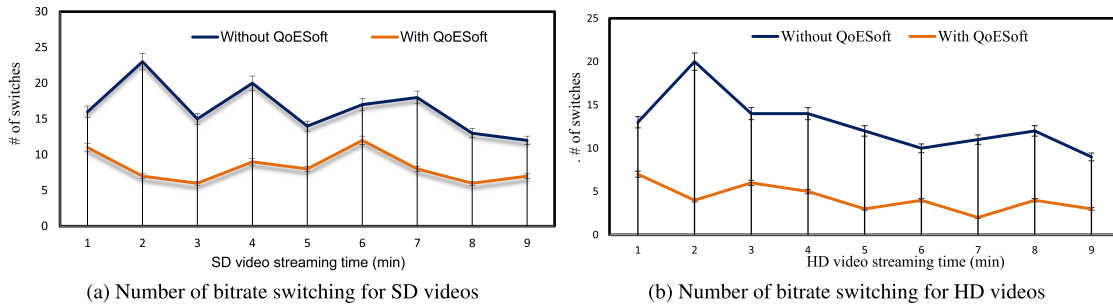 30
25
20
15
10
5
0
# of switches
Without QoESoft
With QoESoft
1 2 3 4 5 6 7 8 9
SD video streaming time (min)
(a) Number of bitrate switching for SD videos
25
20
15
10
5
0
. # of switches
Without QoESoft
With QoESoft
1 2 3 4 5 6 7 8 9
HD video streaming time (min)
(b) Number of bitrate switching for HD videos